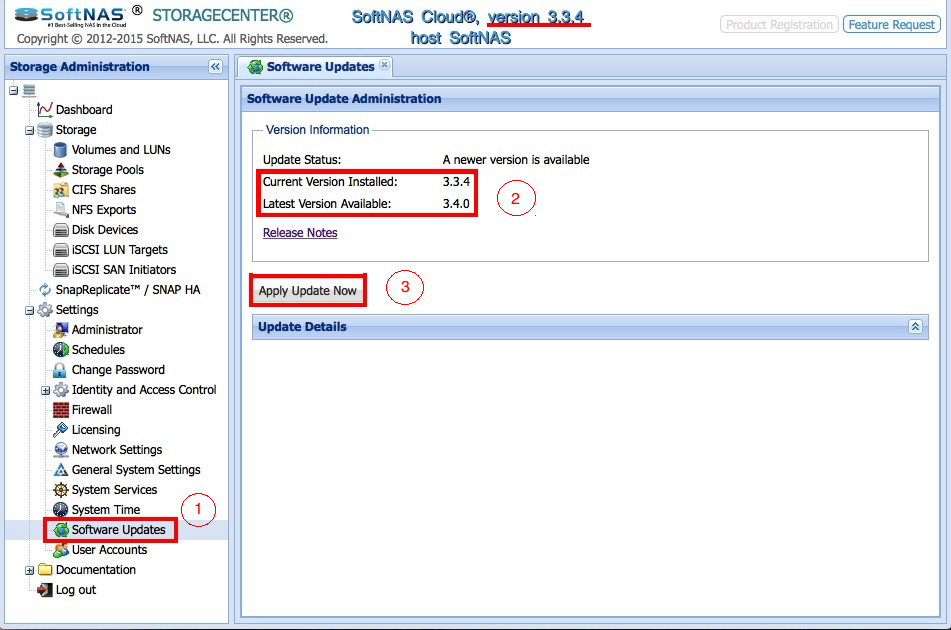 SoftNAS ® STORAGECENTER®
#1 Best-Selling NAS in the Cloud
Copyright © 2012-2015 SoftNAS, LLC. All Rights Reserved.
SoftNAS Cloud®, version 3.3.4
host SoftNAS
Product Registration
Feature Request
Storage Administration
Dashboard
Storage
Volumes and LUNs
Storage Pools
CIFS Shares
NFS Exports
Disk Devices
iSCSI LUN Targets
iSCSI SAN Initiators
SnapReplicate™ / SNAP HA
Settings
Administrator
Schedules
Change Password
Identity and Access Control
Firewall
Licensing
Network Settings
General System Settings
System Services
System Time
1
Software Updates
User Accounts
Documentation
Log out
Software Updates
Software Update Administration
Version Information
Update Status: A newer version is available
Current Version Installed: 3.3.4
Latest Version Available: 3.4.0
2
Release Notes
Apply Update Now
3
Update Details